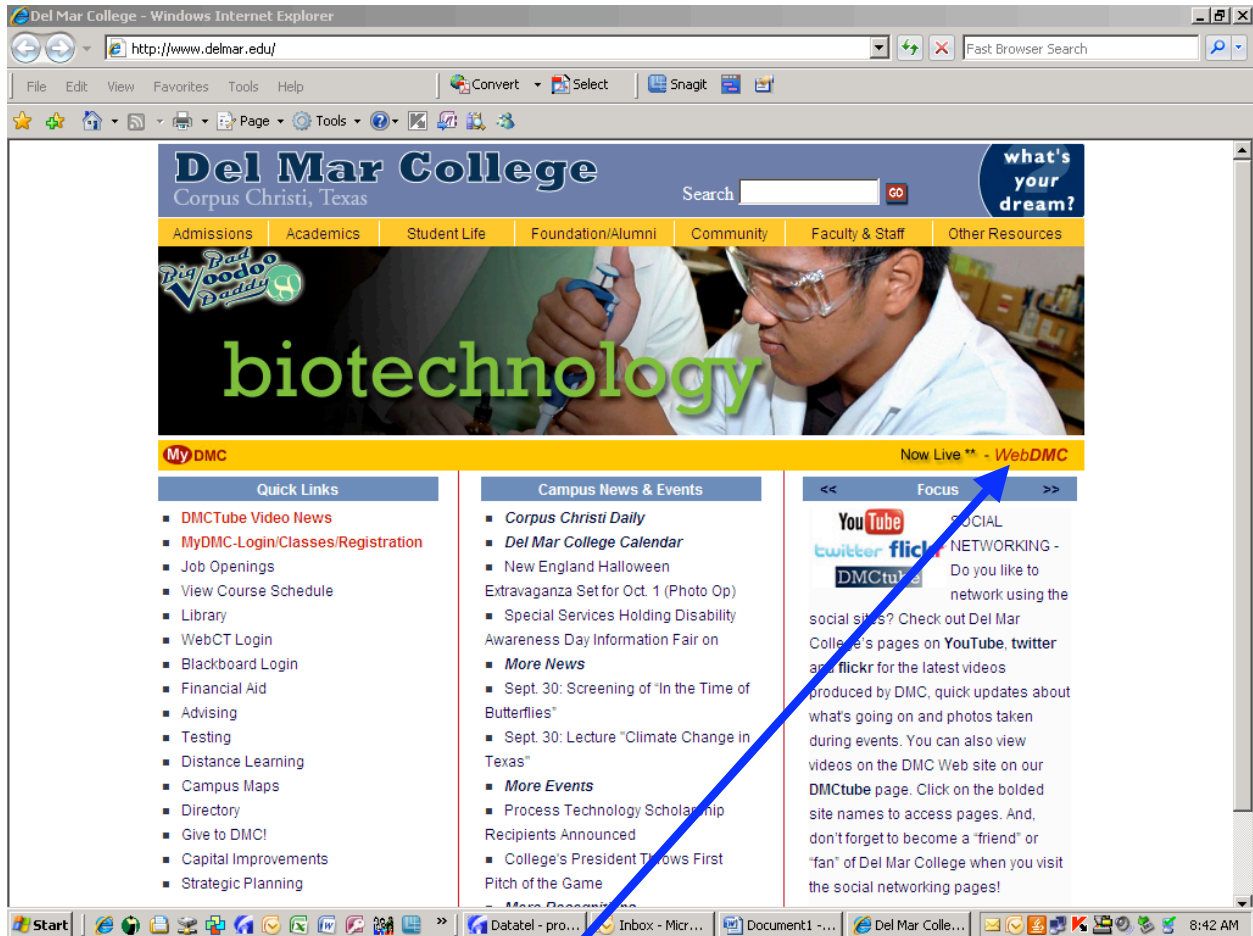 Del Mar College - Windows Internet Explorer
http://www.delmar.edu/
Fast Browser Search
File Edit View Favorites Tools Help
Convert Select
Snagit
Page Tools
Del Mar College
Corpus Christi, Texas
Search
GO
what's
your
dream?
Admissions Academics Student Life Foundation/Alumni Community Faculty & Staff Other Resources
Big Bad
Voodoo
Daddy
biotechnology
My DMC
Now Live ** - WebDMC
Quick Links
DMCTube Video News
MyDMC-Login/Classes/Registration
Job Openings
View Course Schedule
Library
WebCT Login
Blackboard Login
Financial Aid
Advising
Testing
Distance Learning
Campus Maps
Directory
Give to DMC!
Capital Improvements
Strategic Planning
Campus News & Events
Corpus Christi Daily
Del Mar College Calendar
New England Halloween
Extravaganza Set for Oct. 1 (Photo Op)
Special Services Holding Disability
Awareness Day Information Fair on
More News
Sept. 30: Screening of "In the Time of
Butterflies"
Sept. 30: Lecture "Climate Change in
Texas"
More Events
Process Technology Scholarship
Recipients Announced
College's President Throws First
Pitch of the Game
More Recognitions
<< Focus >>
YouTube
twitter flickr
DMCtube
SOCIAL
NETWORKING -
Do you like to
network using the
social sites? Check out Del Mar
College's pages on YouTube, twitter
and flickr for the latest videos
produced by DMC, quick updates about
what's going on and photos taken
during events. You can also view
videos on the DMC Web site on our
DMCtube page. Click on the bolded
site names to access pages. And,
don't forget to become a "friend" or
"fan" of Del Mar College when you visit
the social networking pages!
Start
Datatel - pro...
Inbox - Micr...
Document1 -...
Del Mar Colle...
8:42 AM